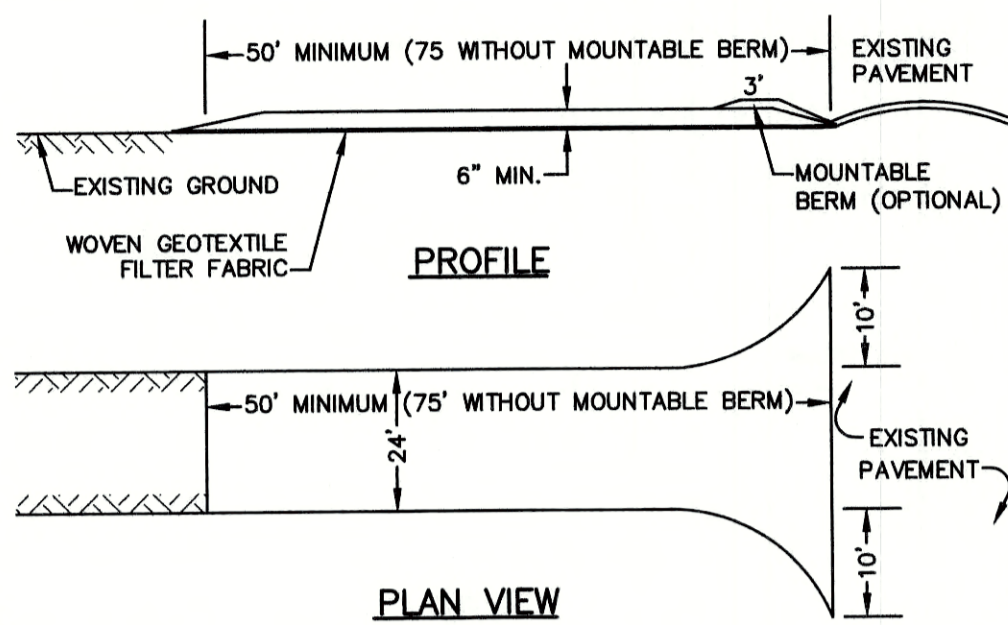 50' MINIMUM (75 WITHOUT MOUNTABLE BERM)
EXISTING
PAVEMENT
3'
EXISTING GROUND
6" MIN.
MOUNTABLE
BERM (OPTIONAL)
WOVEN GEOTEXTILE
FILTER FABRIC
PROFILE
10'
50' MINIMUM (75' WITHOUT MOUNTABLE BERM)
24'
EXISTING
PAVEMENT
10'
PLAN VIEW